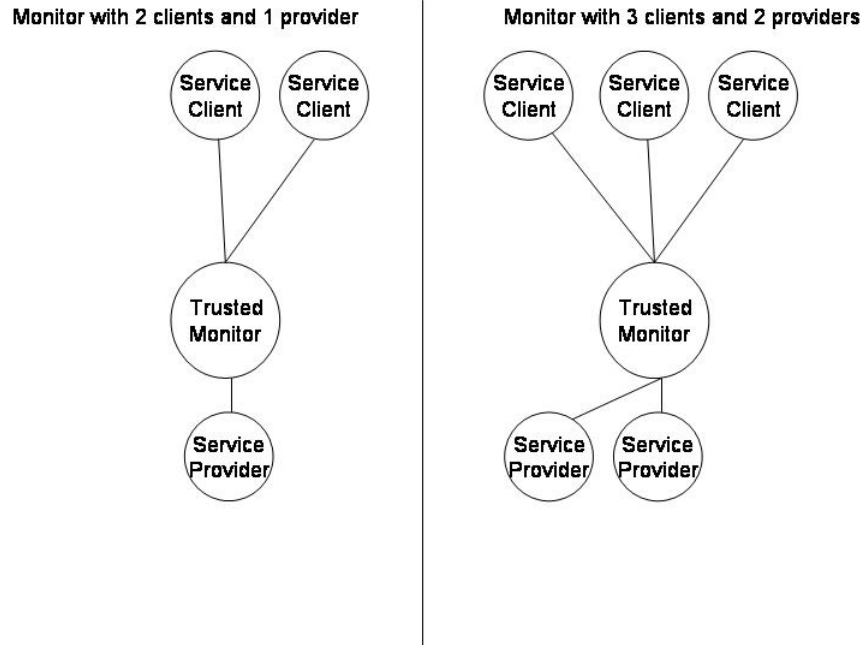 Monitor with 2 clients and 1 provider
Service
Client
Service
Client
Trusted
Monitor
Service
Provider
Monitor with 3 clients and 2 providers
Service
Client
Service
Client
Service
Client
Trusted
Monitor
Service
Provider
Service
Provider